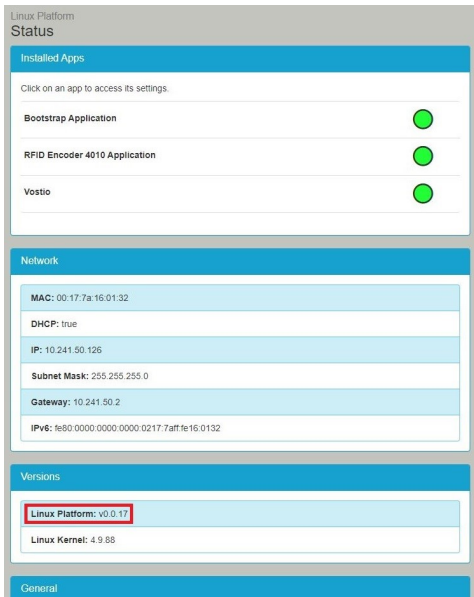 Linux Platform
Status
Installed Apps
Click on an app to access its settings.
Bootstrap Application
RFID Encoder 4010 Application
Vostio
Network
MAC: 00:17:7a:16:01:32
DHCP: true
IP: 10.241.50.126
Subnet Mask: 255.255.255.0
Gateway: 10.241.50.2
IPv6: fe80:0000:0000:0000:0217:7aff:fe16:0132
Versions
Linux Platform: v0.0.17
Linux Kernel: 4.9.88
General